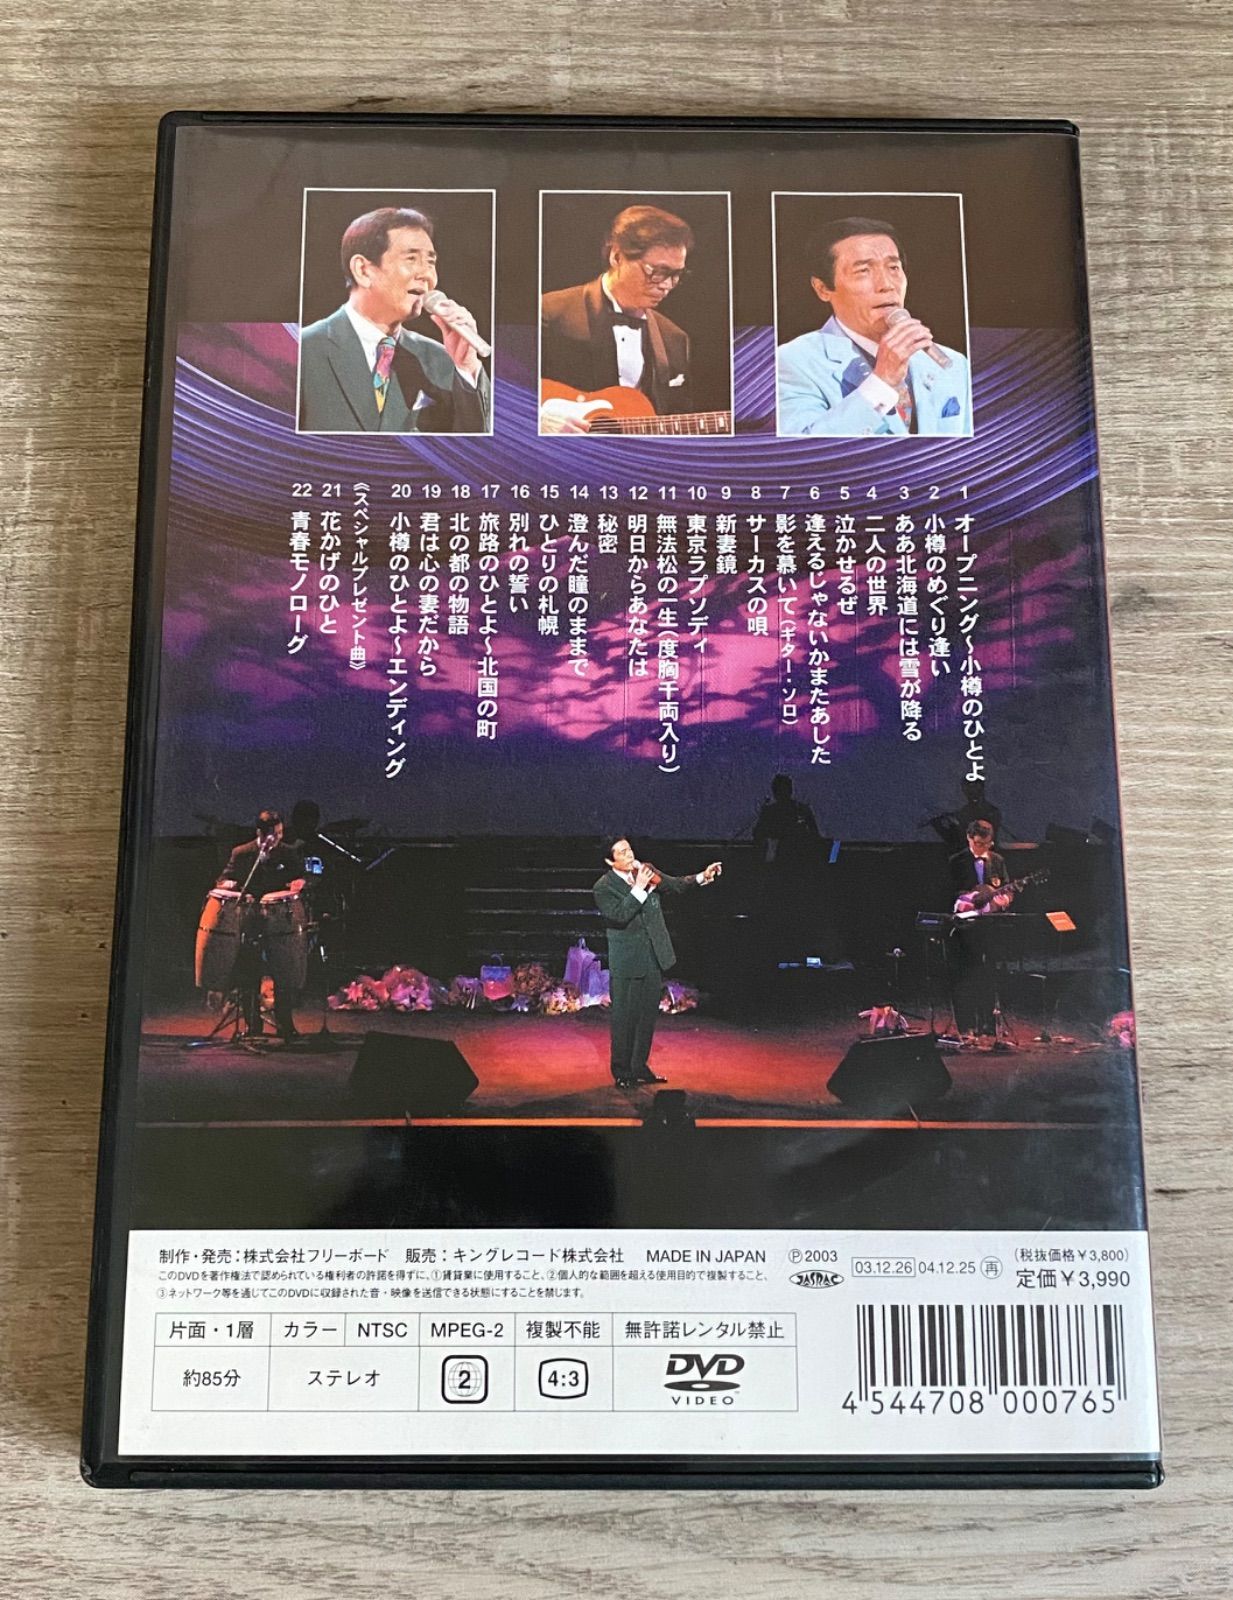 1 オープニング～小樽のひとよ
2 小樽のめぐり逢い
3 ああ北海道には雪が降る
4 二人の世界
5 泣かせるぜ
6 逢えるじゃないかまたあした
7 影を慕いて(ギター・ソロ)
8 サーカスの唄
9 新妻鏡
10 東京ラプソディ
11 無法松の一生(度胸千両入り)
12 明日からあなたは
13 秘密
14 澄んだ瞳のままで
15 ひとりの札幌
16 別れの誓い
17 旅路のひとよ～北国の町
18 北の都の物語
19 君は心の妻だから
20 小樽のひとよ～エンディング
《スペシャルプレゼント曲》
21 花かげのひと
22 青春モノローグ
制作・発売：株式会社フリーボード 販売：キングレコード株式会社 MADE IN JAPAN ℗2003 03.12.26 04.12.25 再 (税抜価格￥3,800)
JASRAC 定価￥3,990
このDVDを著作権法で認められている権利者の許諾を得ずに、①賃貸業に使用すること、②個人的な範囲を超える使用目的で複製すること、
③ネットワーク等を通じてこのDVDに収録された音・映像を送信できる状態にすることを禁じます。
片面・1層 カラー NTSC MPEG-2 複製不能 無許諾レンタル禁止
約85分 ステレオ 2 4:3 DVD VIDEO
4 544708 000765